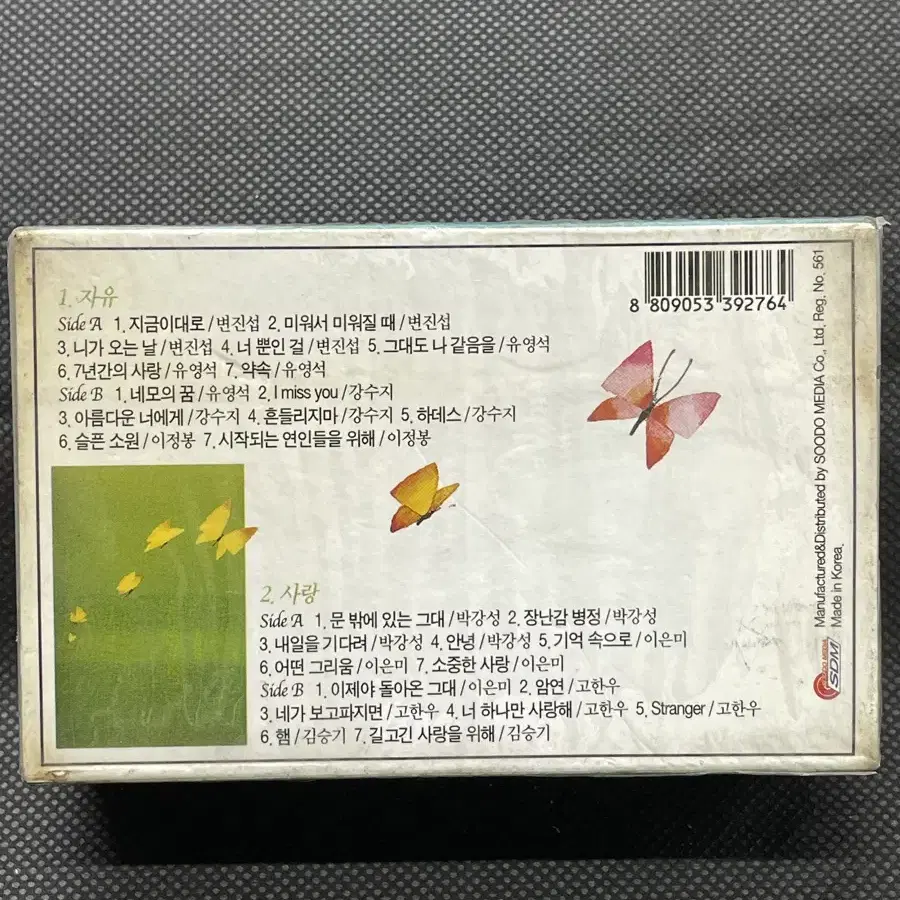 1. 자유
Side A 1. 지금이대로 / 변진섭 2. 미워서 미워질 때 / 변진섭
3. 니가 오는 날 / 변진섭 4. 너 뿐인 걸 / 변진섭 5. 그대도 나 같음을 / 유영석
6. 7년간의 사랑 / 유영석 7. 약속 / 유영석
Side B 1. 네모의 꿈 / 유영석 2. I miss you / 강수지
3. 아름다운 너에게 / 강수지 4. 흔들리지마 / 강수지 5. 하데스 / 강수지
6. 슬픈 소원 / 이정봉 7. 시작되는 연인들을 위해 / 이정봉
8 809053 392764
2. 사랑
Side A 1. 문 밖에 있는 그대 / 박강성 2. 장난감 병정 / 박강성
3. 내일을 기다려 / 박강성 4. 안녕 / 박강성 5. 기억 속으로 / 이은미
6. 어떤 그리움 / 이은미 7. 소중한 사랑 / 이은미
Side B 1. 이제야 돌아온 그대 / 이은미 2. 암연 / 고한우
3. 네가 보고파지면 / 고한우 4. 너 하나만 사랑해 / 고한우 5. Stranger / 고한우
6. 햄 / 김승기 7. 길고긴 사랑을 위해 / 김승기
Manufactured&Distributed by SOODO MEDIA Co., Ltd. Reg. No. 561
Made in Korea.
SOODO MEDIA
SDM